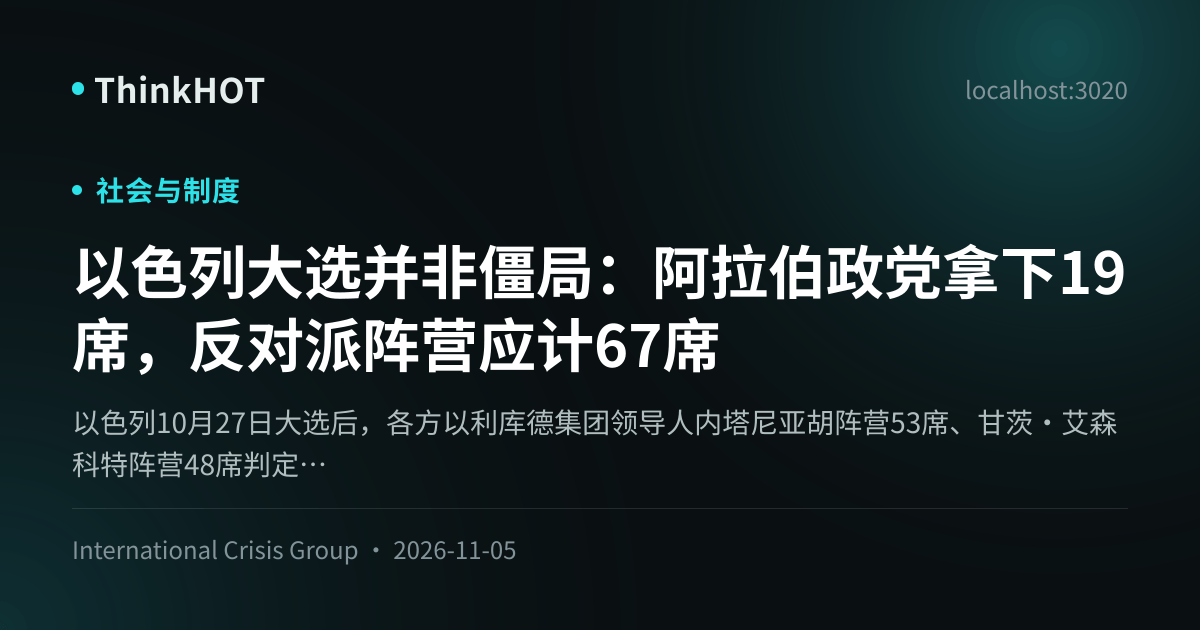 ThinkHOT
localhost:3020
社会与制度
以色列大选并非僵局：阿拉伯政党拿下19
席，反对派阵营应计67席
以色列10月27日大选后，各方以利库德集团领导人内塔尼亚胡阵营53席、甘茨·艾森
科特阵营48席判定…
International Crisis Group · 2026-11-05